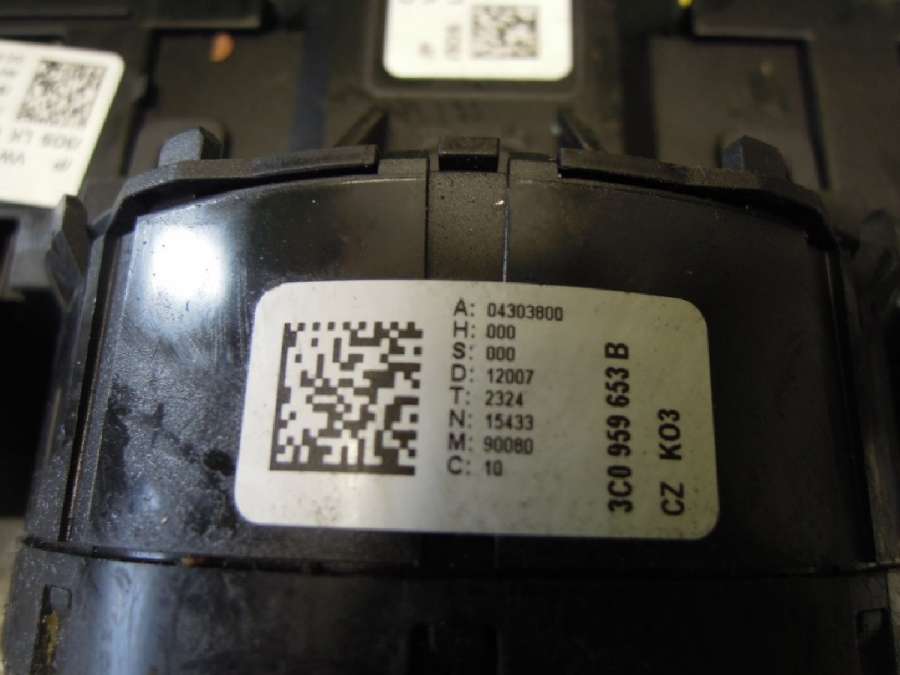 A: 04303800
H: 000
S: 000
D: 12007
T: 2324
N: 15433
M: 90080
C: 10
3C0 959 653 B
CZ K03